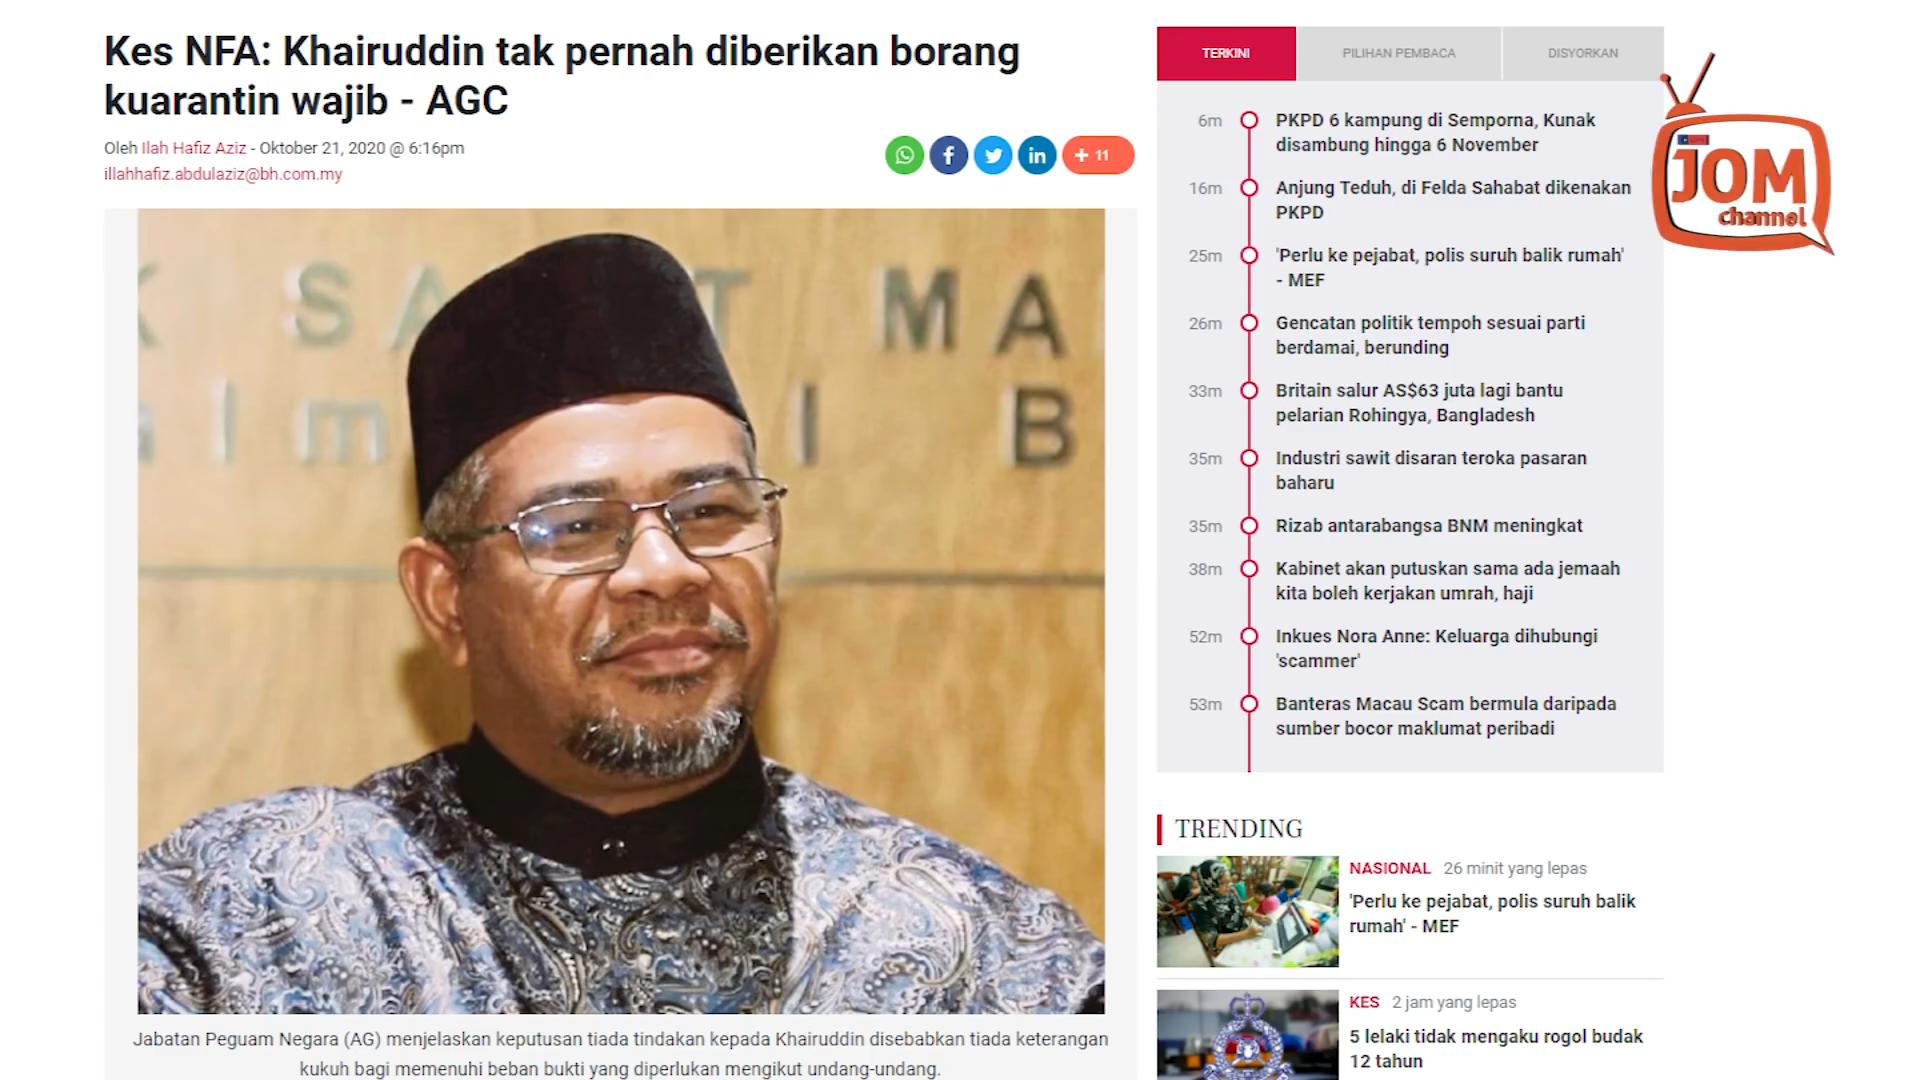 Kes NFA: Khairuddin tak pernah diberikan borang
kuarantin wajib - AGC
Oleh Ilah Hafiz Aziz - Oktober 21, 2020 @ 6:16pm
illahhafiz.abdulaziz@bh.com.my
+ 11
S A T M A
a l m I B
Jabatan Peguam Negara (AG) menjelaskan keputusan tiada tindakan kepada Khairuddin disebabkan tiada keterangan
kukuh bagi memenuhi beban bukti yang diperlukan mengikut undang-undang.
TERKINI
PILIHAN PEMBACA
DISYORKAN
6m PKPD 6 kampung di Semporna, Kunak
disambung hingga 6 November
16m Anjung Teduh, di Felda Sahabat dikenakan
PKPD
25m 'Perlu ke pejabat, polis suruh balik rumah'
- MEF
26m Gencatan politik tempoh sesuai parti
berdamai, berunding
33m Britain salur AS$63 juta lagi bantu
pelarian Rohingya, Bangladesh
35m Industri sawit disaran teroka pasaran
baharu
35m Rizab antarabangsa BNM meningkat
38m Kabinet akan putuskan sama ada jemaah
kita boleh kerjakan umrah, haji
52m Inkues Nora Anne: Keluarga dihubungi
'scammer'
53m Banteras Macau Scam bermula daripada
sumber bocor maklumat peribadi
TRENDING
NASIONAL 26 minit yang lepas
'Perlu ke pejabat, polis suruh balik
rumah' - MEF
KES 2 jam yang lepas
5 lelaki tidak mengaku rogol budak
12 tahun
JOM
channel